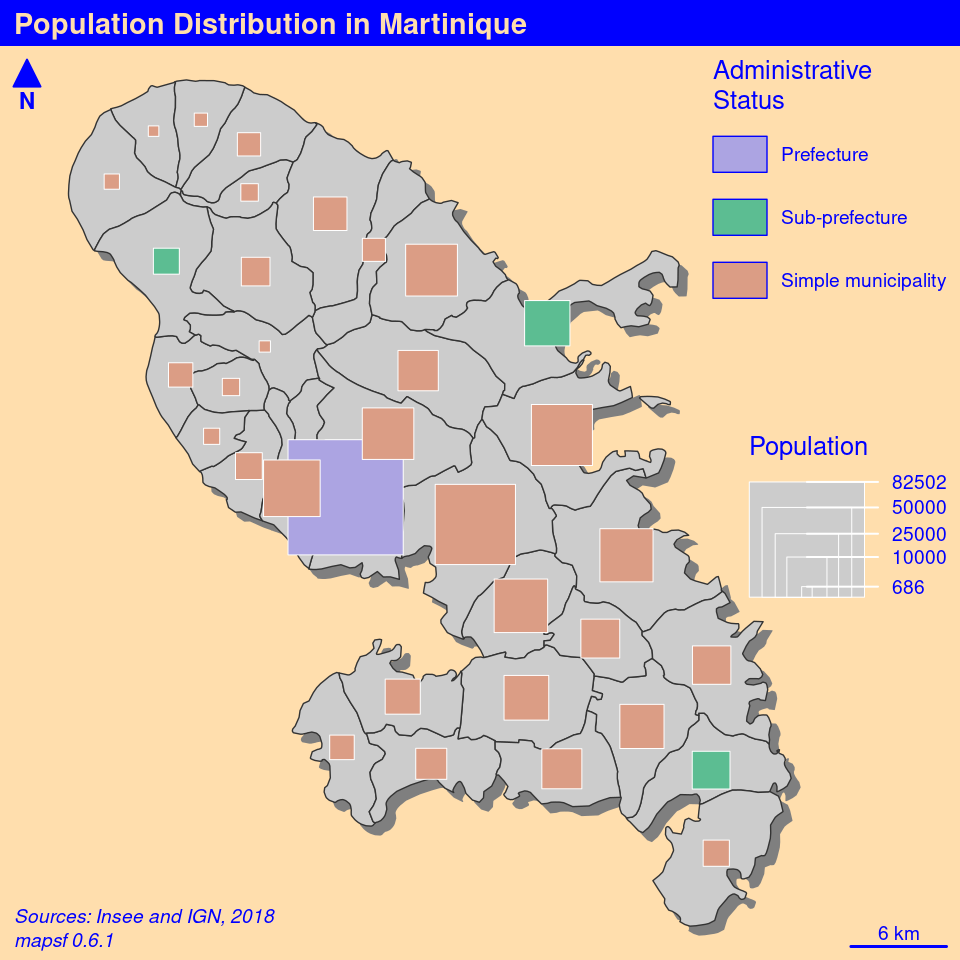 Population Distribution in Martinique
N
Administrative
Status
Prefecture
Sub-prefecture
Simple municipality
Population
82502
50000
25000
10000
686
Sources: Insee and IGN, 2018
mapsf 0.6.1
6 km